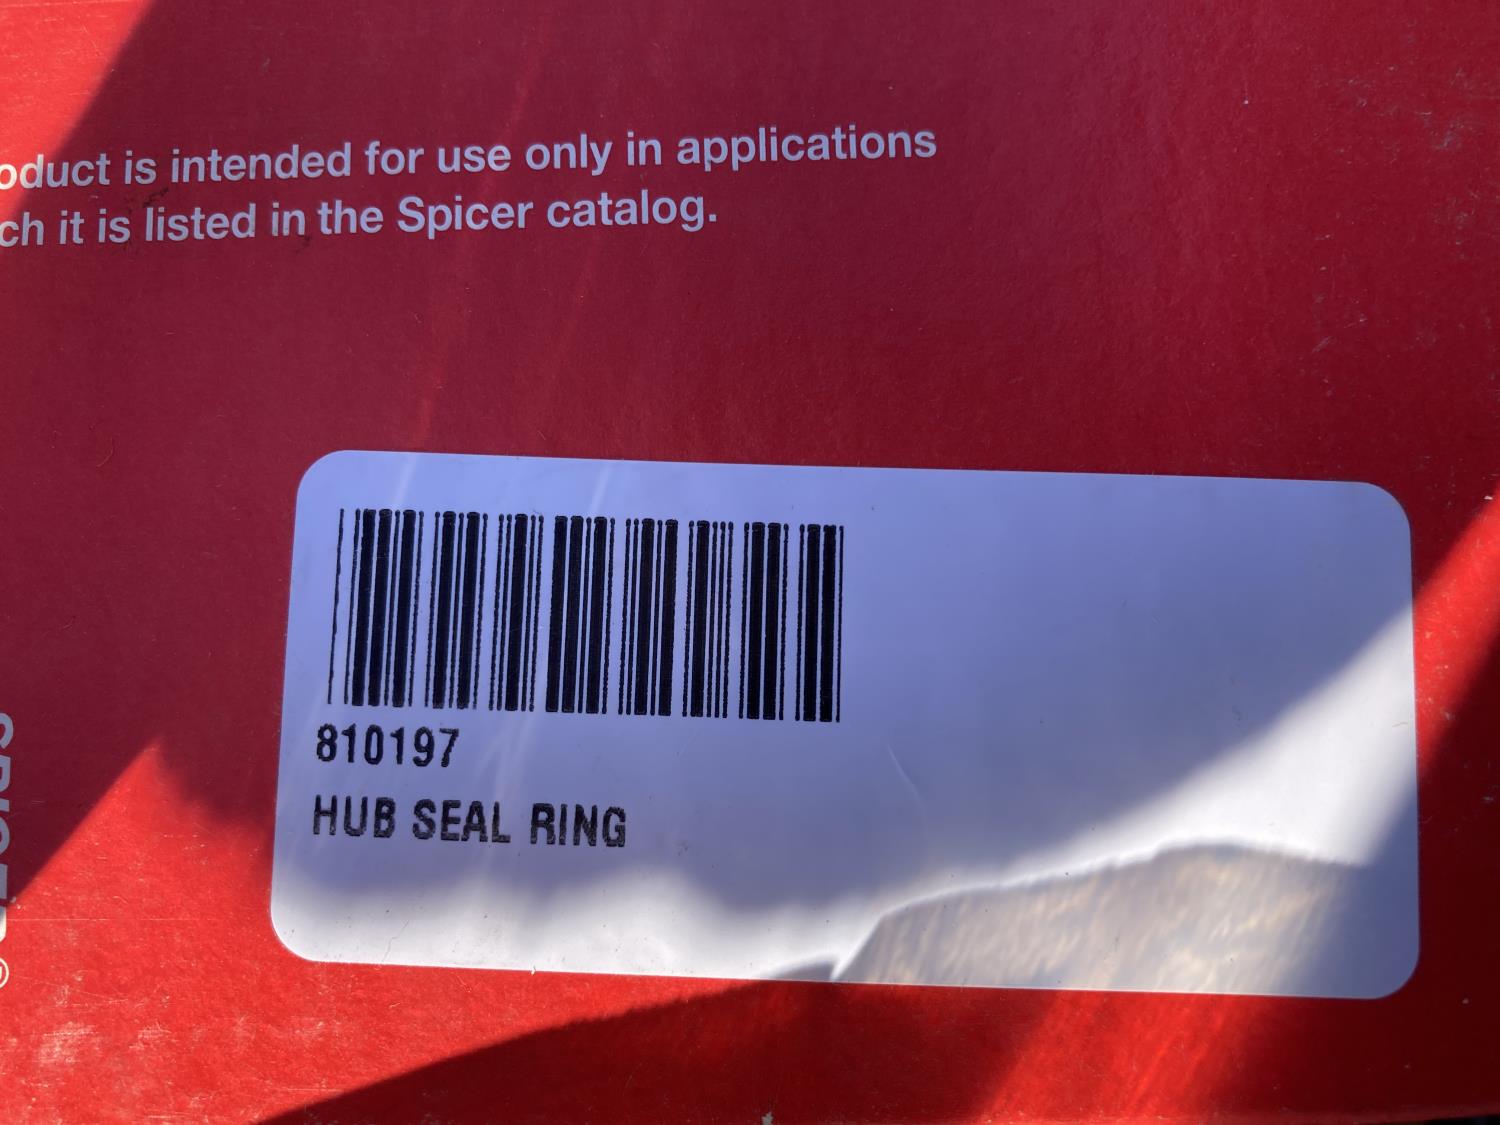 oduct is intended for use only in applications
ch it is listed in the Spicer catalog.
810197
HUB SEAL RING